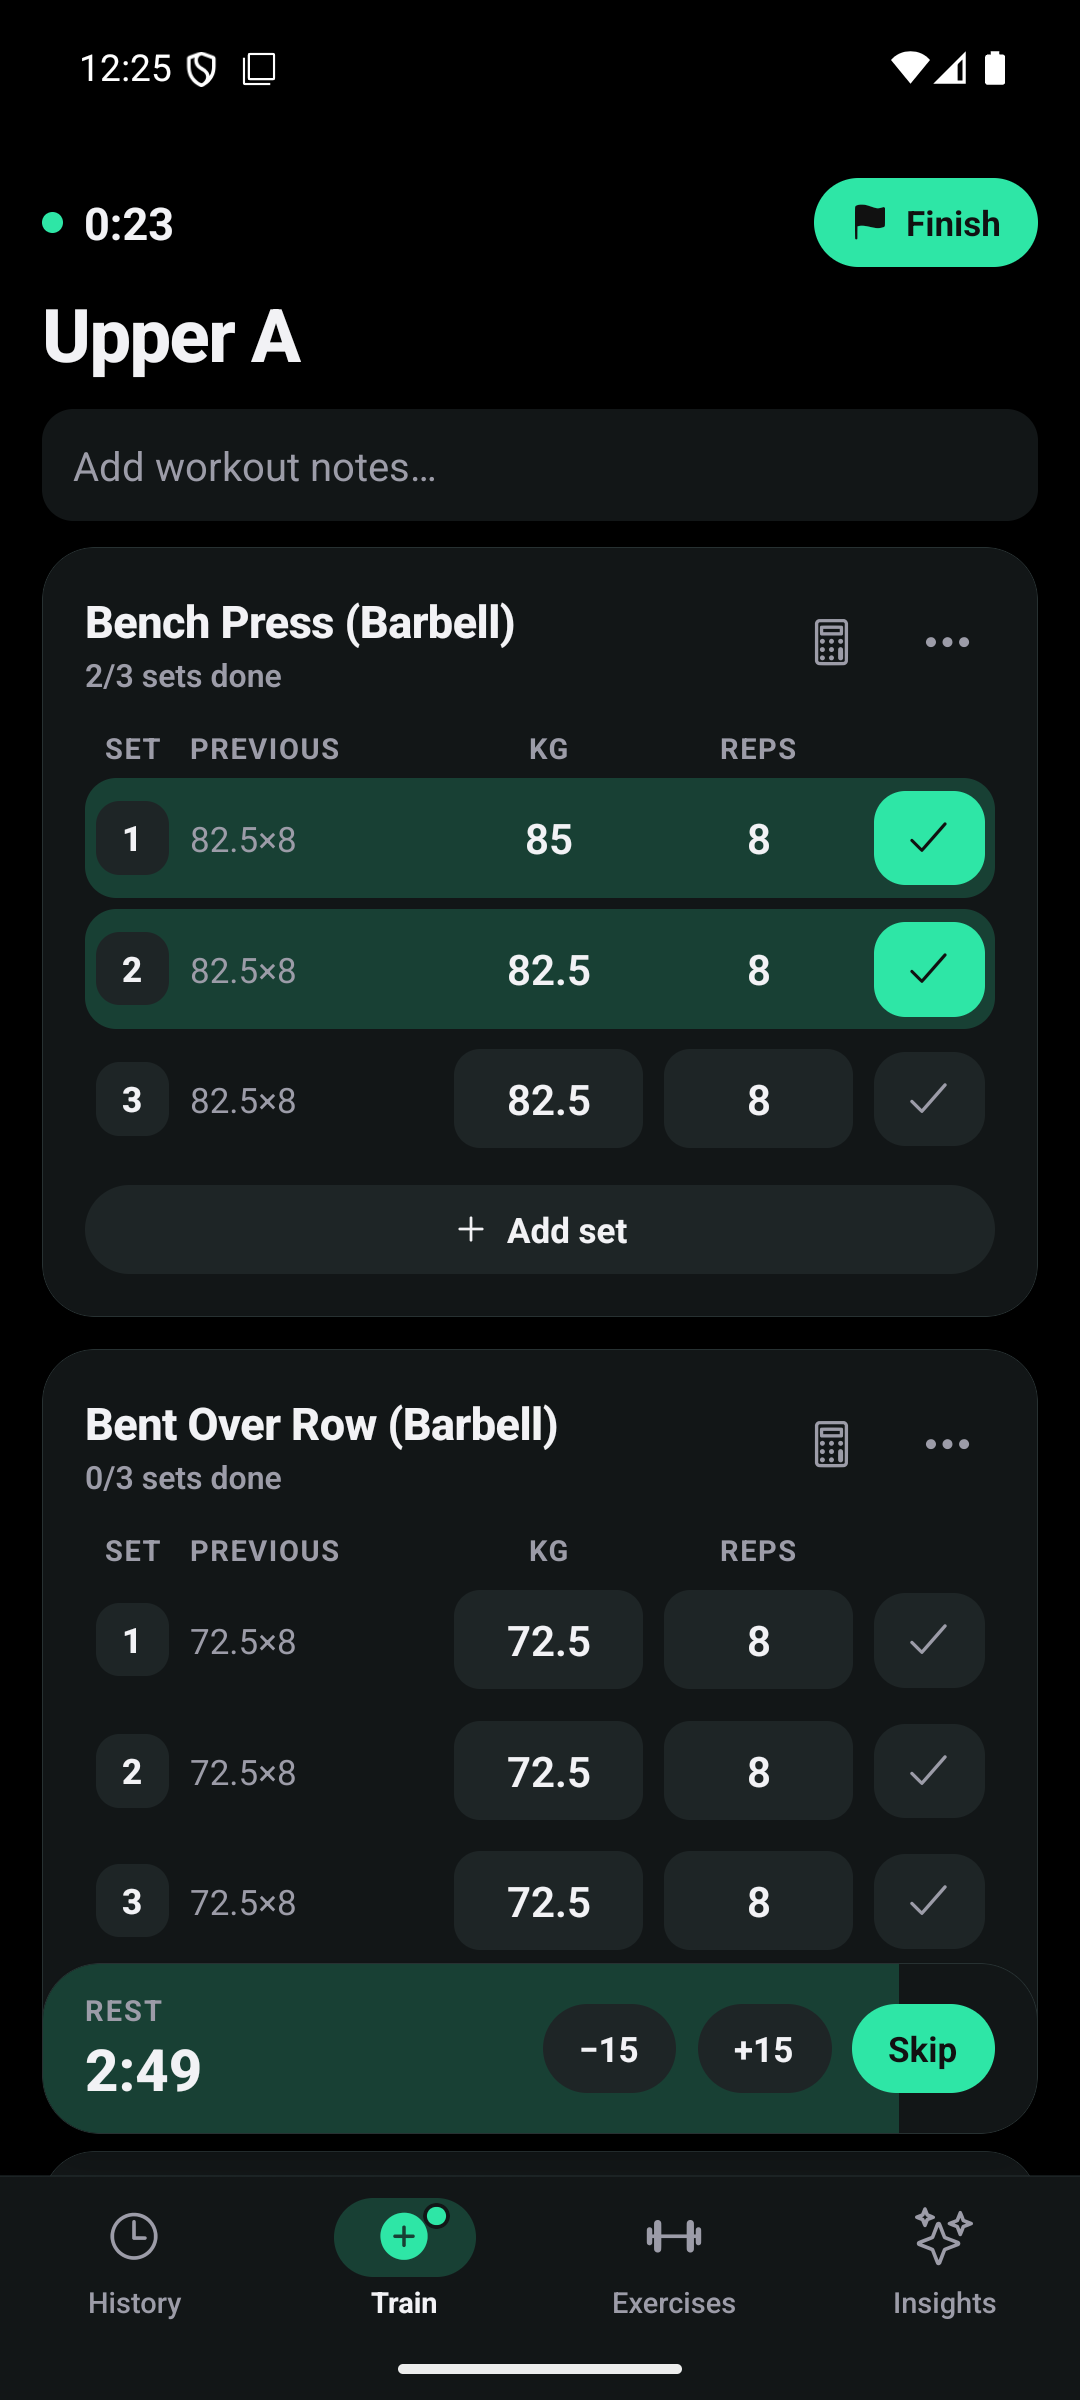 12:25
0:23
Finish
Upper A
Add workout notes…
Bench Press (Barbell)
2/3 sets done
SET PREVIOUS KG REPS
1 82.5×8 85 8
2 82.5×8 82.5 8
3 82.5×8 82.5 8
+ Add set
Bent Over Row (Barbell)
0/3 sets done
SET PREVIOUS KG REPS
1 72.5×8 72.5 8
2 72.5×8 72.5 8
3 72.5×8 72.5 8
REST
2:49
−15 +15 Skip
History Train Exercises Insights